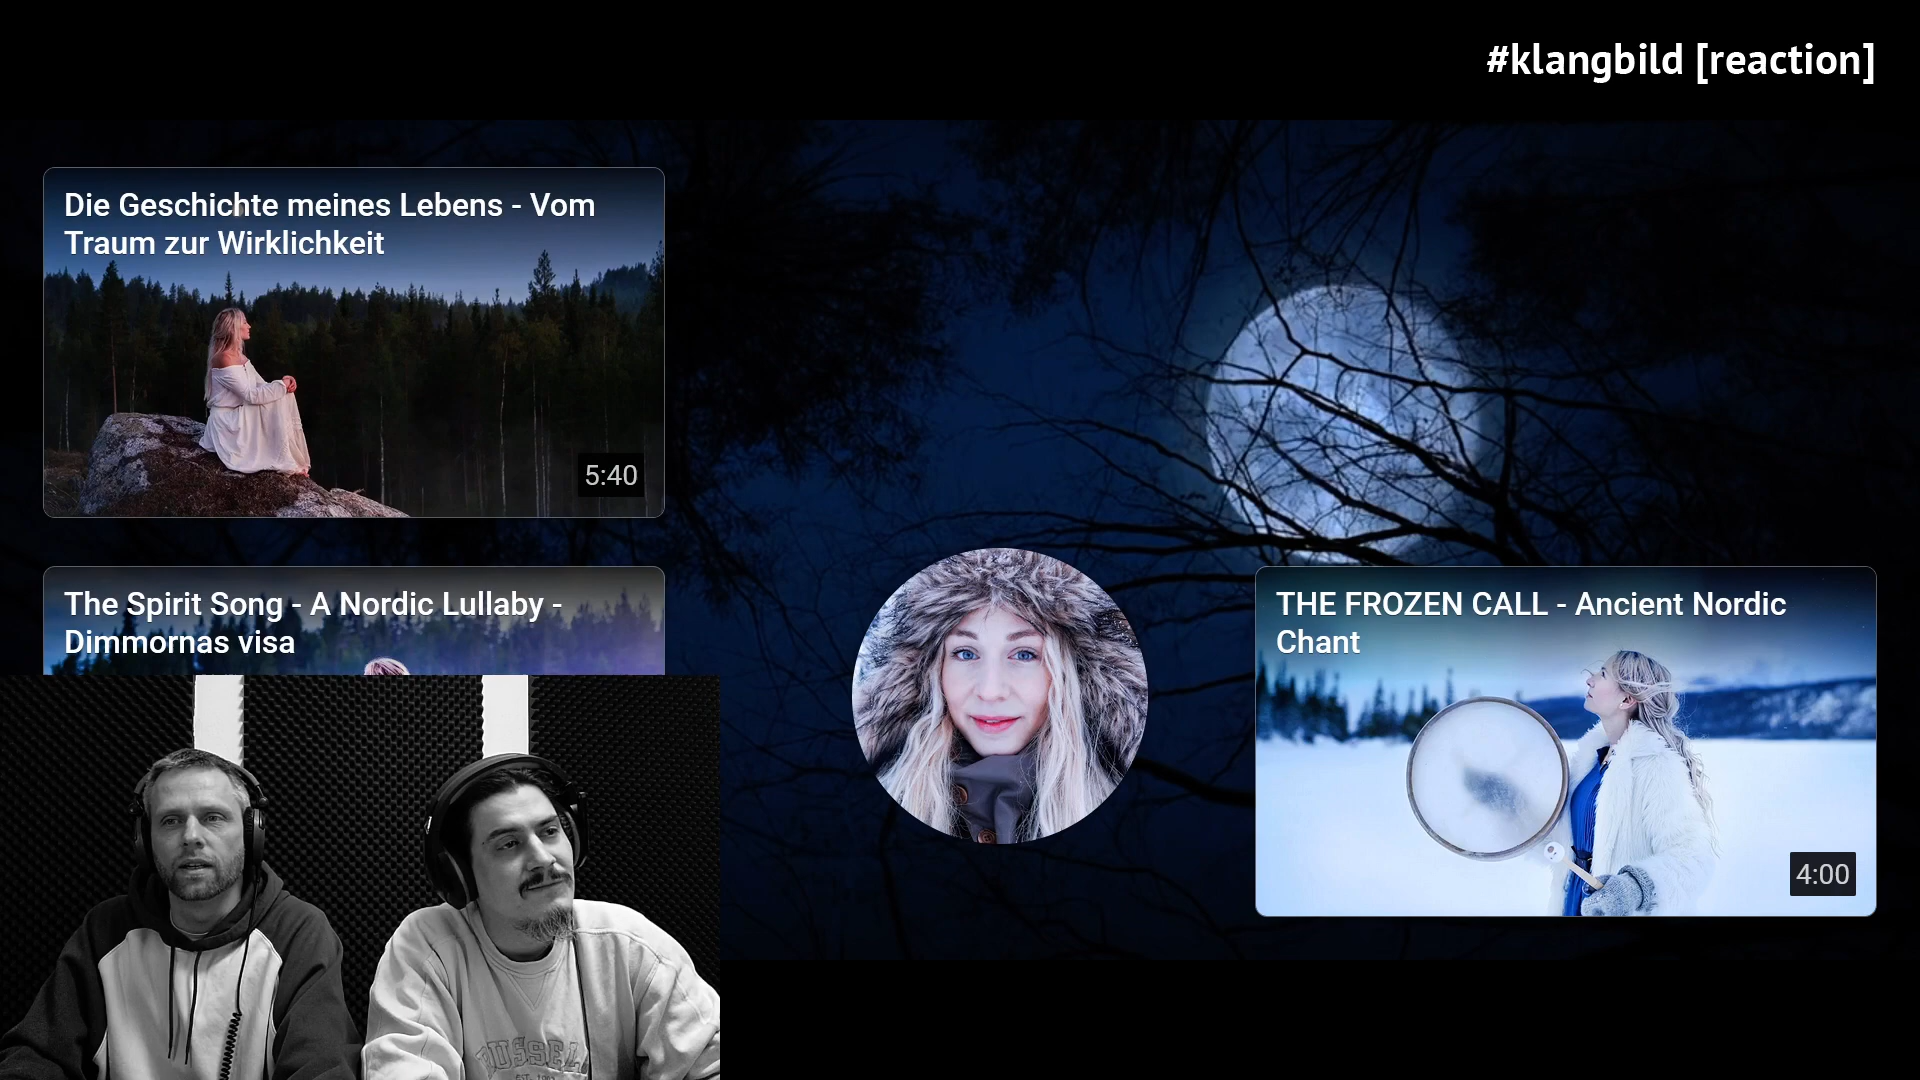 #klangbild [reaction]
Die Geschichte meines Lebens - Vom
Traum zur Wirklichkeit
5:40
The Spirit Song - A Nordic Lullaby -
Dimmornas visa
THE FROZEN CALL - Ancient Nordic
Chant
4:00
RUSSELL